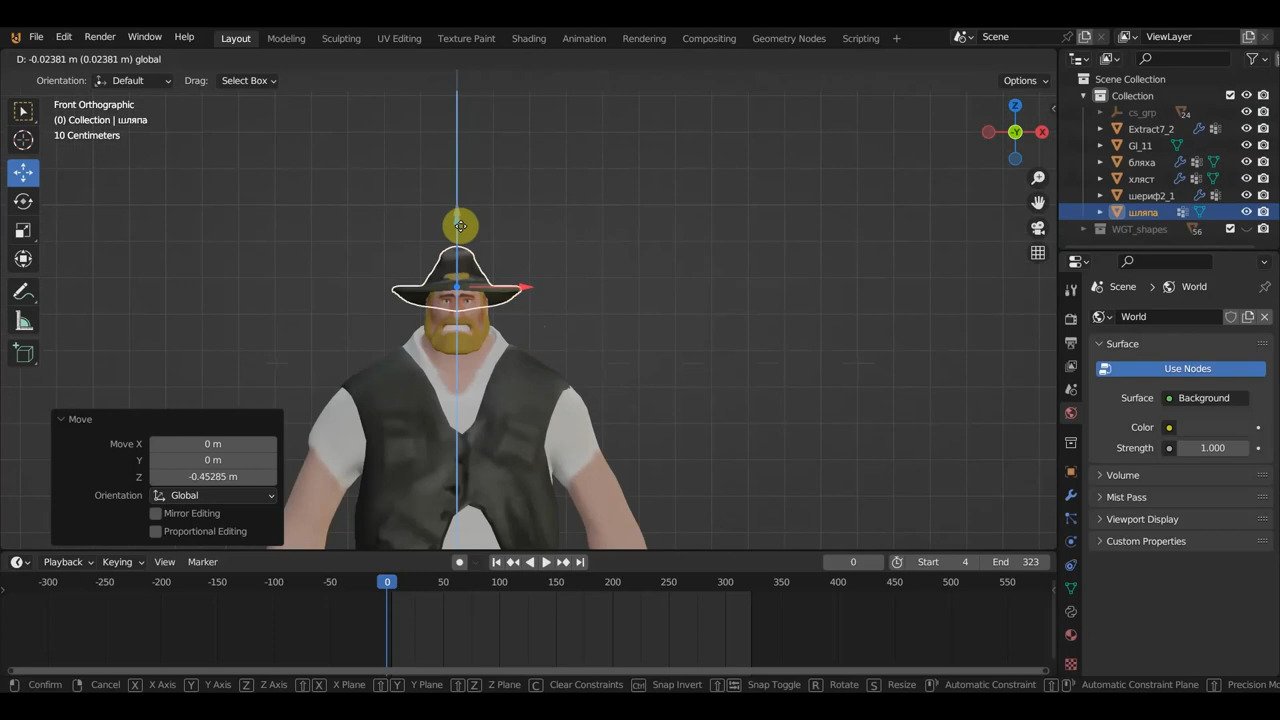 File Edit Render Window Help Layout Modeling Sculpting UV Editing Texture Paint Shading Animation Rendering Compositing Geometry Nodes Scripting + Scene ViewLayer
D: -0.02381 m (0.02381 m) global
Orientation: Default Drag: Select Box Options
Front Orthographic
(0) Collection | шляпа
10 Centimeters
Z
-Y X
Scene Collection
Collection
cs_grp 24
Extract7_2
Gl_11
бляха
хляст
шериф2_1
шляпа
WGT_shapes 56
Scene World
World
Surface
Use Nodes
Surface Background
Color
Strength 1.000
Volume
Mist Pass
Viewport Display
Custom Properties
Move
Move X 0 m
Y 0 m
Z -0.45285 m
Orientation Global
Mirror Editing
Proportional Editing
Playback Keying View Marker 0 Start 4 End 323
-300 -250 -200 -150 -100 -50 0 50 100 150 200 250 300 350 400 450 500 550
Confirm Cancel X X Axis Y Y Axis Z Z Axis X X Plane Y Y Plane Z Z Plane C Clear Constraints Ctrl Snap Invert Snap Toggle R Rotate S Resize Automatic Constraint Automatic Constraint Plane Precision Mo